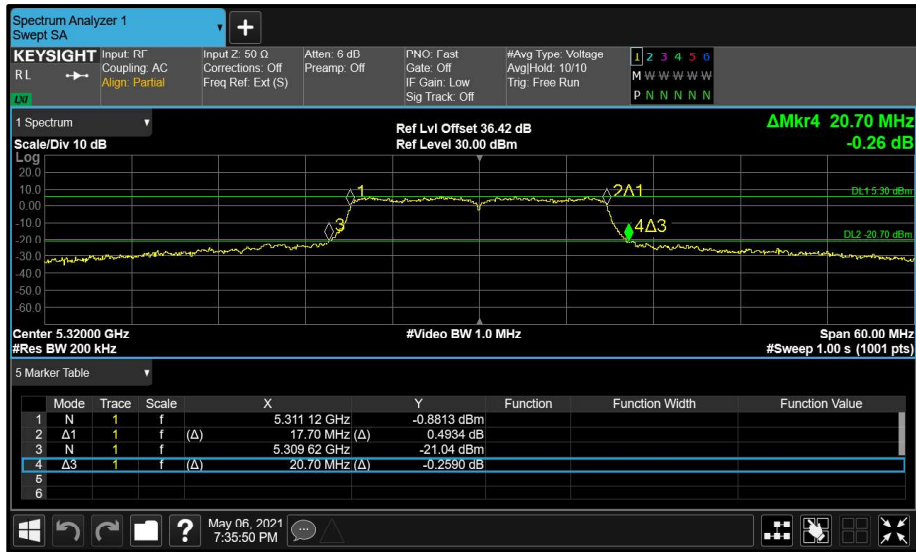 Spectrum Analyzer 1
Swept SA
+
KEYSIGHT Input: RF Input Z: 50 Ω Atten: 6 dB PNO: Fast #Avg Type: Voltage 1 2 3 4 5 6
RL Coupling: AC Corrections: Off Preamp: Off Gate: Off Avg|Hold: 10/10 M W W W W W
Align: Partial Freq Ref: Ext (S) IF Gain: Low Trig: Free Run
LXI Sig Track: Off P N N N N N
1 Spectrum Ref Lvl Offset 36.42 dB ΔMkr4 20.70 MHz
Scale/Div 10 dB Ref Level 30.00 dBm -0.26 dB
Log
20.0
10.0 1 2Δ1 DL1 5.30 dBm
0.00
-10.0 3 4Δ3
-20.0 DL2 -20.70 dBm
-30.0
-40.0
-50.0
-60.0
Center 5.32000 GHz #Video BW 1.0 MHz Span 60.00 MHz
#Res BW 200 kHz #Sweep 1.00 s (1001 pts)
5 Marker Table
Mode Trace Scale X Y Function Function Width Function Value
1 N 1 f 5.311 12 GHz -0.8813 dBm
2 Δ1 1 f (Δ) 17.70 MHz (Δ) 0.4934 dB
3 N 1 f 5.309 62 GHz -21.04 dBm
4 Δ3 1 f (Δ) 20.70 MHz (Δ) -0.2590 dB
5
6
? May 06, 2021
7:35:50 PM